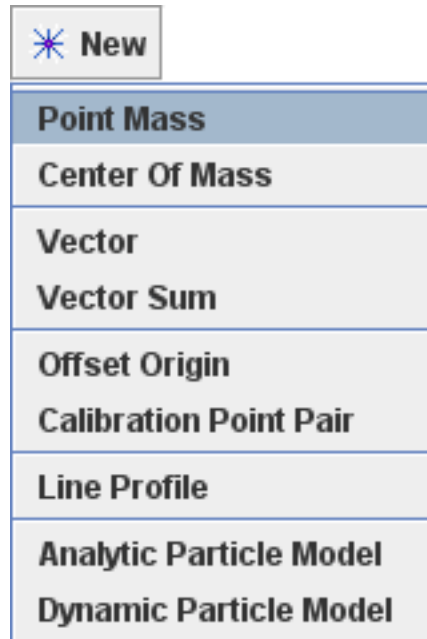 New
Point Mass
Center Of Mass
Vector
Vector Sum
Offset Origin
Calibration Point Pair
Line Profile
Analytic Particle Model
Dynamic Particle Model